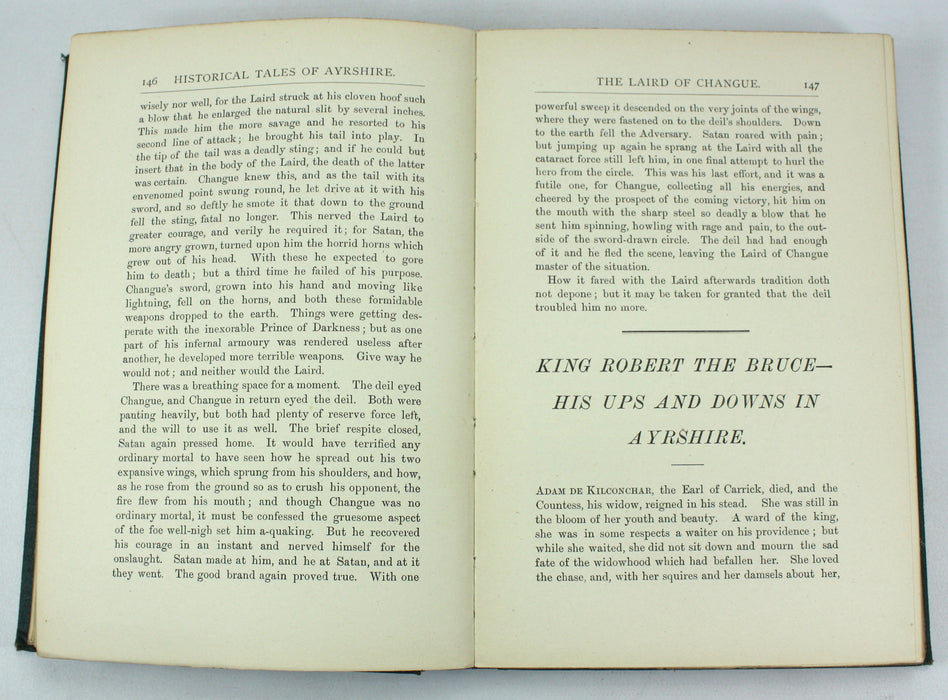 146 HISTORICAL TALES OF AYRSHIRE.
wisely nor well, for the Laird struck at his cloven hoof such
a blow that he enlarged the natural slit by several inches.
This made him the more savage and he resorted to his
second line of attack; he brought his tail into play. In
the tip of the tail was a deadly sting; and if he could but
insert that in the body of the Laird, the death of the latter
was certain. Changue knew this, and as the tail with its
envenomed point swung round, he let drive at it with his
sword, and so deftly he smote it that down to the ground
fell the sting, fatal no longer. This nerved the Laird to
greater courage, and verily he required it; for Satan, the
more angry grown, turned upon him the horrid horns which
grew out of his head. With these he expected to gore
him to death; but a third time he failed of his purpose.
Changue's sword, grown into his hand and moving like
lightning, fell on the horns, and both these formidable
weapons dropped to the earth. Things were getting des-
perate with the inexorable Prince of Darkness; but as one
part of his infernal armoury was rendered useless after
another, he developed more terrible weapons. Give way he
would not; and neither would the Laird.
There was a breathing space for a moment. The deil eyed
Changue, and Changue in return eyed the deil. Both were
panting heavily, but both had plenty of reserve force left,
and the will to use it as well. The brief respite closed,
Satan again pressed home. It would have terrified any
ordinary mortal to have seen how he spread out his two
expansive wings, which sprung from his shoulders, and how,
as he rose from the ground so as to crush his opponent, the
fire flew from his mouth; and though Changue was no
ordinary mortal, it must be confessed the gruesome aspect
of the foe well-nigh set him a-quaking. But he recovered
his courage in an instant and nerved himself for the
onslaught. Satan made at him, and he at Satan, and at it
they went. The good brand again proved true. With one
THE LAIRD OF CHANGUE. 147
powerful sweep it descended on the very joints of the wings,
where they were fastened on to the deil's shoulders. Down
to the earth fell the Adversary. Satan roared with pain;
but jumping up again he sprang at the Laird with all the
cataract force still left him, in one final attempt to hurl the
hero from the circle. This was his last effort, and it was a
futile one, for Changue, collecting all his energies, and
cheered by the prospect of the coming victory, hit him on
the mouth with the sharp steel so deadly a blow that he
sent him spinning, howling with rage and pain, to the out-
side of the sword-drawn circle. The deil had had enough
of it and he fled the scene, leaving the Laird of Changue
master of the situation.
How it fared with the Laird afterwards tradition doth
not depone; but it may be taken for granted that the deil
troubled him no more.
KING ROBERT THE BRUCE—
HIS UPS AND DOWNS IN
AYRSHIRE.
ADAM DE KILCONCHAR, the Earl of Carrick, died, and the
Countess, his widow, reigned in his stead. She was still in
the bloom of her youth and beauty. A ward of the king,
she was in some respects a waiter on his providence; but
while she waited, she did not sit down and mourn the sad
fate of the widowhood which had befallen her. She loved
the chase, and, with her squires and her damsels about her,